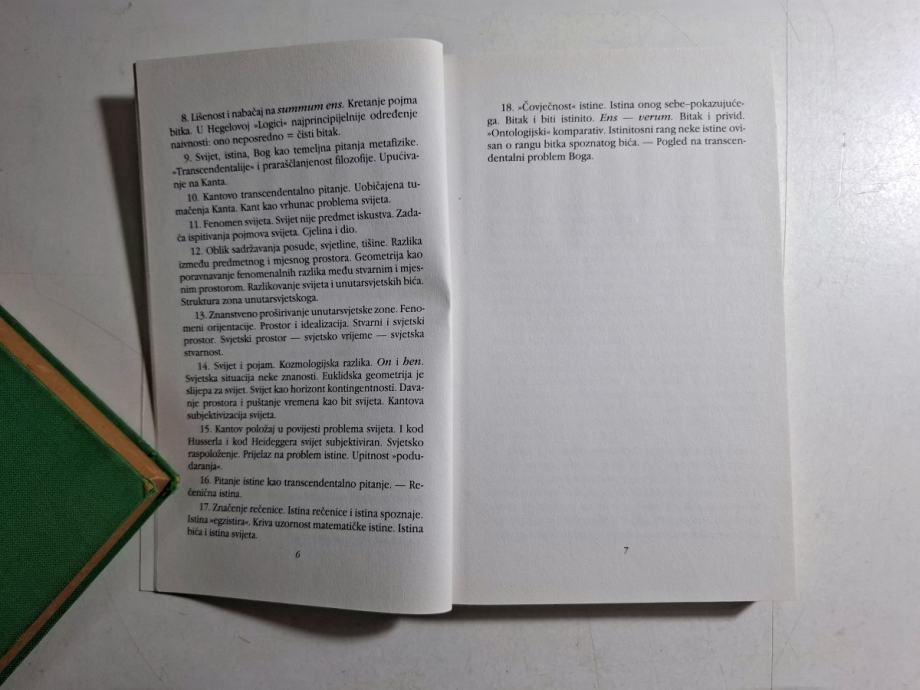 8. Lišenost i nabačaj na summum ens. Kretanje pojma
bitka. U Hegelovoj »Logici« najprincipijelnije određenje
naivnosti: ono neposredno = čisti bitak.
9. Svijet, istina, Bog kao temeljna pitanja metafizike.
»Transcendentalije« i praraščlanjenost filozofije. Upućiva-
nje na Kanta.
10. Kantovo transcendentalno pitanje. Uobičajena tu-
mačenja Kanta. Kant kao vrhunac problema svijeta.
11. Fenomen svijeta. Svijet nije predmet iskustva. Zada-
ća ispitivanja pojmova svijeta. Cjelina i dio.
12. Oblik sadržavanja posude, svjetline, tišine. Razlika
između predmetnog i mjesnog prostora. Geometrija kao
poravnavanje fenomenalnih razlika među stvarnim i mjes-
nim prostorom. Razlikovanje svijeta i unutarsvjetskih bića.
Struktura zona unutarsvjetskoga.
13. Znanstveno proširivanje unutarsvjetske zone. Feno-
meni orijentacije. Prostor i idealizacija. Stvarni i svjetski
prostor. Svjetski prostor — svjetsko vrijeme — svjetska
stvarnost.
14. Svijet i pojam. Kozmologijska razlika. On i hen.
Svjetska situacija neke znanosti. Euklidska geometrija je
slijepa za svijet. Svijet kao horizont kontingentnosti. Dava-
nje prostora i puštanje vremena kao bit svijeta. Kantova
subjektivizacija svijeta.
15. Kantov položaj u povijesti problema svijeta. I kod
Husserla i kod Heideggera svijet subjektiviran. Svjetsko
raspoloženje. Prijelaz na problem istine. Upitnost »podu-
daranja«.
16. Pitanje istine kao transcendentalno pitanje. — Re-
čenična istina.
17. Značenje rečenice. Istina rečenice i istina spoznaje.
Istina »egzistira«. Kriva uzornost matematičke istine. Istina
bića i istina svijeta.
6
18. »Čovječnost« istine. Istina onog sebe–pokazujuće-
ga. Bitak i biti istinito. Ens — verum. Bitak i privid.
»Ontologijski« komparativ. Istinitosni rang neke istine ovi-
san o rangu bitka spoznatog bića. — Pogled na transcen-
dentalni problem Boga.
7